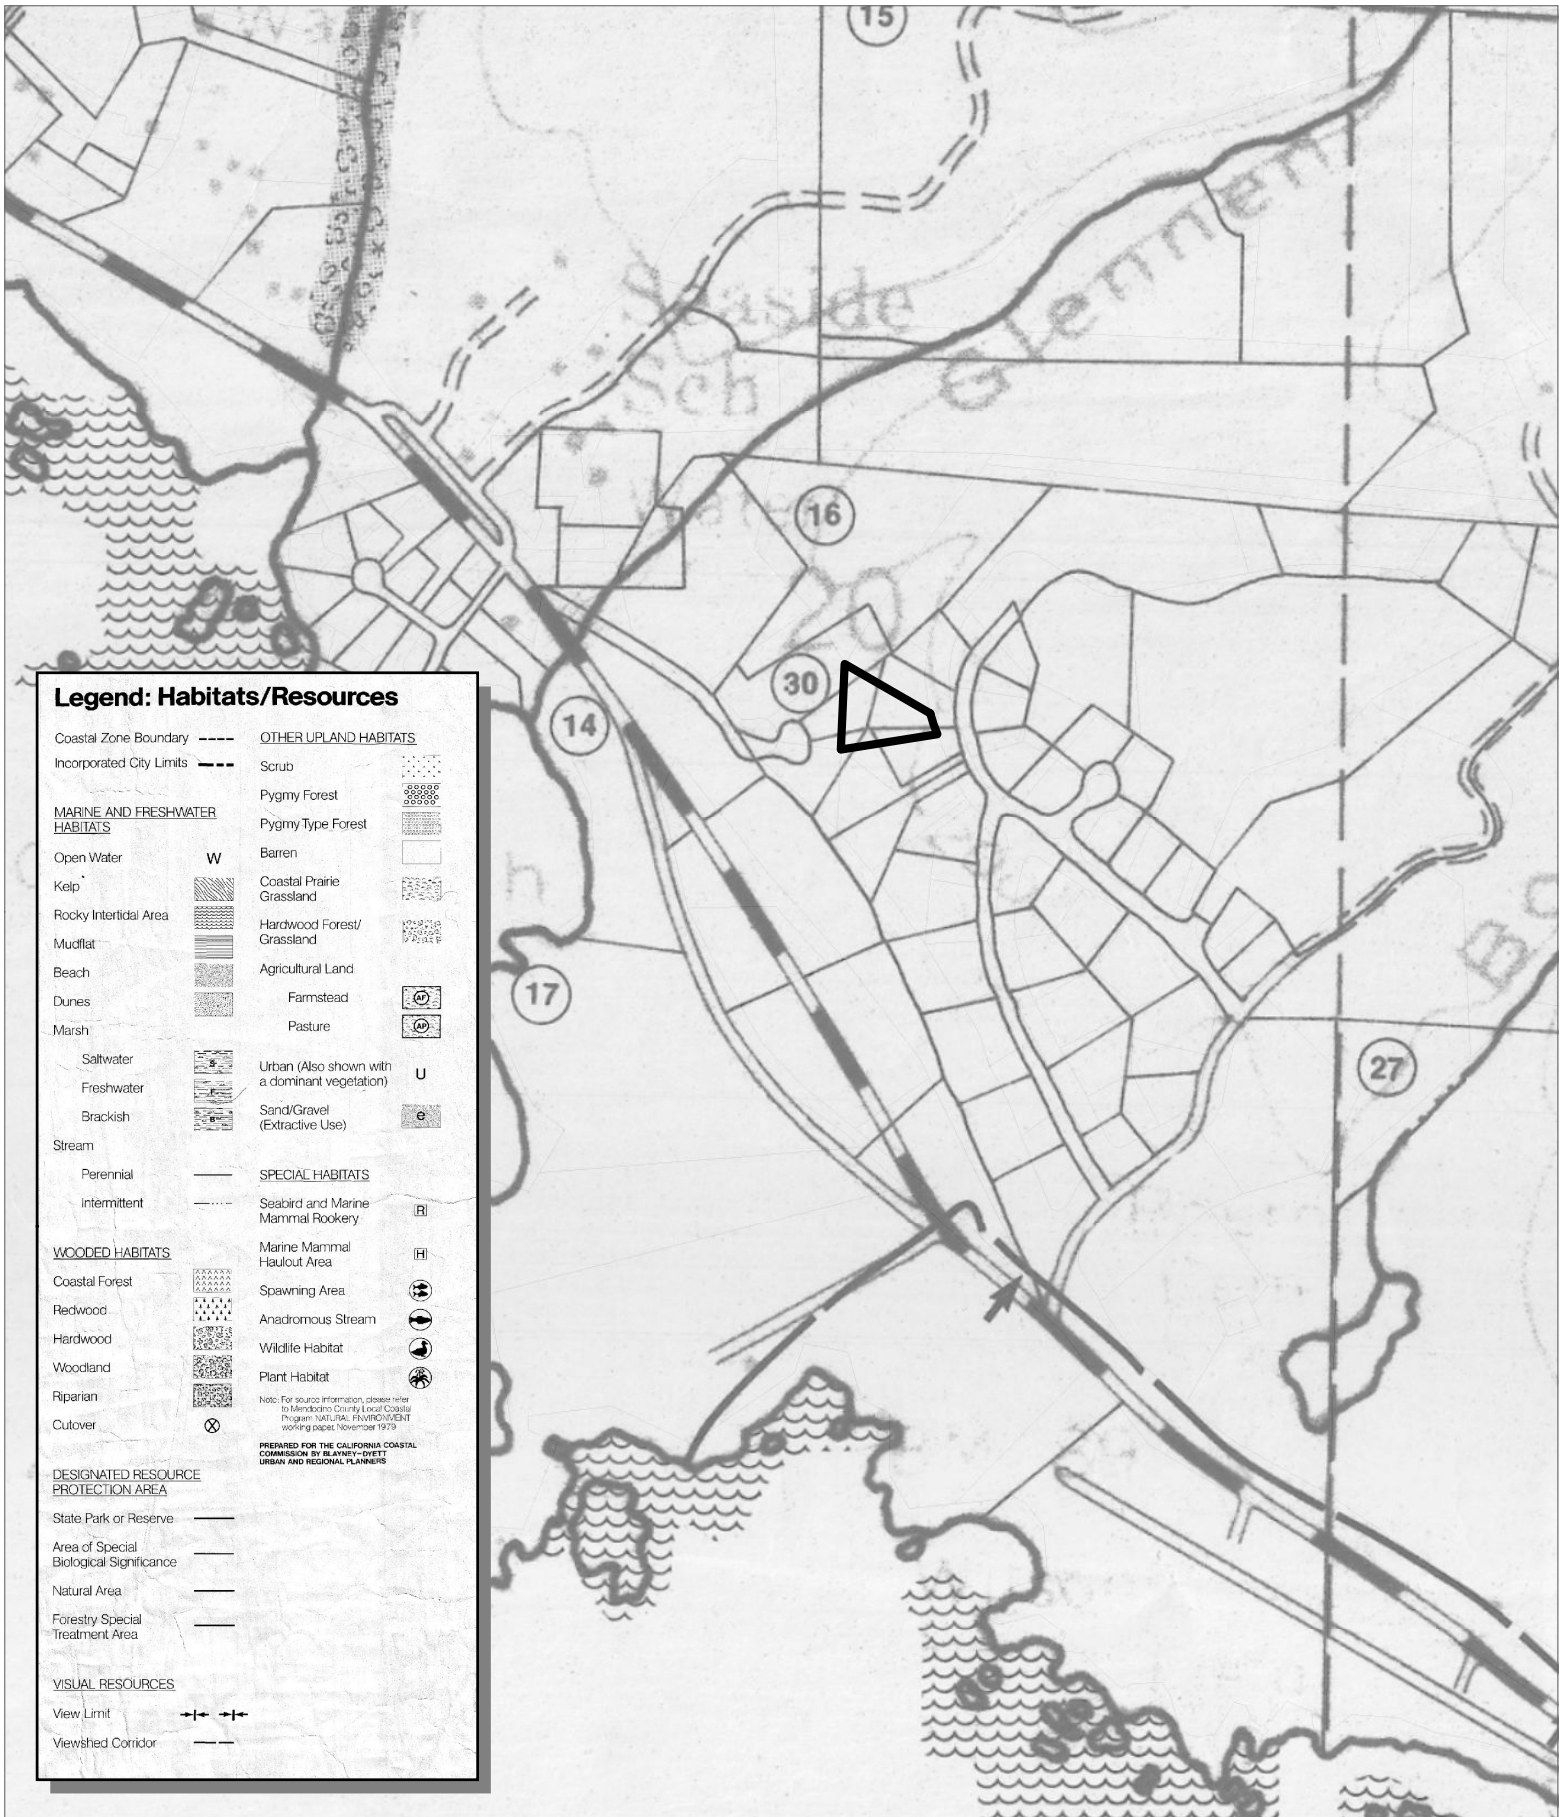 15
Seaside
Sch
Glennen
Water
16
20
30
14
17
27
Legend: Habitats/Resources
Coastal Zone Boundary
Incorporated City Limits
MARINE AND FRESHWATER
HABITATS
Open Water W
Kelp
Rocky Intertidal Area
Mudflat
Beach
Dunes
Marsh
Saltwater S
Freshwater F
Brackish B
Stream
Perennial
Intermittent
WOODED HABITATS
Coastal Forest
Redwood
Hardwood
Woodland
Riparian
Cutover X
DESIGNATED RESOURCE
PROTECTION AREA
State Park or Reserve
Area of Special
Biological Significance
Natural Area
Forestry Special
Treatment Area
VISUAL RESOURCES
View Limit
Viewshed Corridor
OTHER UPLAND HABITATS
Scrub
Pygmy Forest
Pygmy Type Forest
Barren
Coastal Prairie
Grassland
Hardwood Forest/
Grassland
Agricultural Land
Farmstead AF
Pasture AP
Urban (Also shown with
a dominant vegetation) U
Sand/Gravel
(Extractive Use) e
SPECIAL HABITATS
Seabird and Marine
Mammal Rookery R
Marine Mammal
Haulout Area H
Spawning Area
Anadromous Stream
Wildlife Habitat
Plant Habitat
Note: For source information, please refer
to Mendocino County Local Coastal
Program NATURAL ENVIRONMENT
working paper, November 1979
PREPARED FOR THE CALIFORNIA COASTAL
COMMISSION BY BLAYNEY-DYETT
URBAN AND REGIONAL PLANNERS